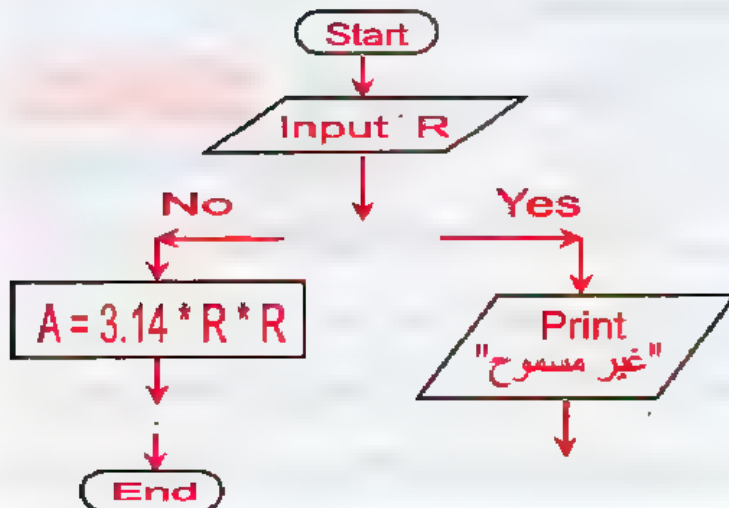 Start
Input R
No
Yes
A = 3.14 * R * R
Print
"غير مسموح"
End